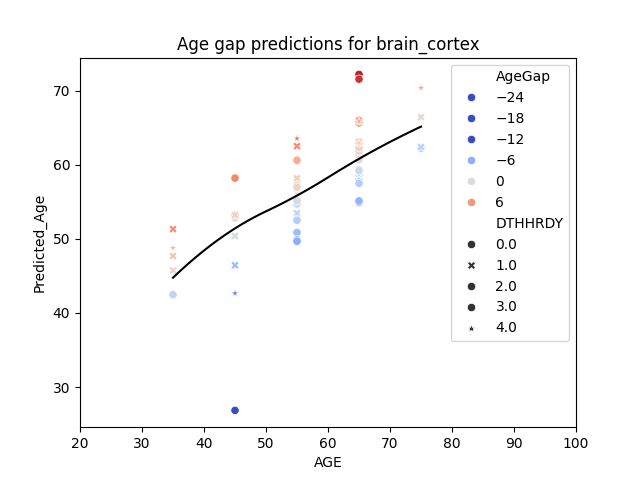 Age gap predictions for brain_cortex
Predicted_Age
70
60
50
40
30
20 30 40 50 60 70 80 90 100
AGE
AgeGap
−24
−18
−12
−6
0
6
DTHHRDY
0.0
1.0
2.0
3.0
4.0